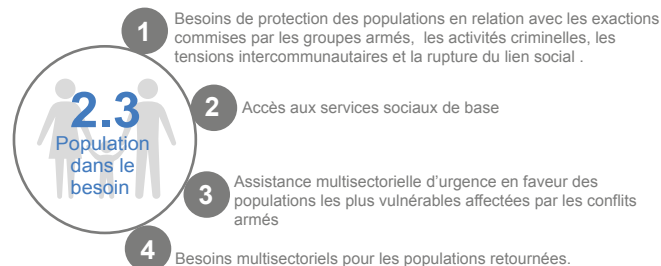 1
Besoins de protection des populations en relation avec les exactions
commises par les groupes armés, les activités criminelles, les
tensions intercommunautaires et la rupture du lien social .
2.3
Population
dans le
besoin
2
Accès aux services sociaux de base
3
Assistance multisectorielle d'urgence en faveur des
populations les plus vulnérables affectées par les conflits
armés
4
Besoins multisectoriels pour les populations retournées.